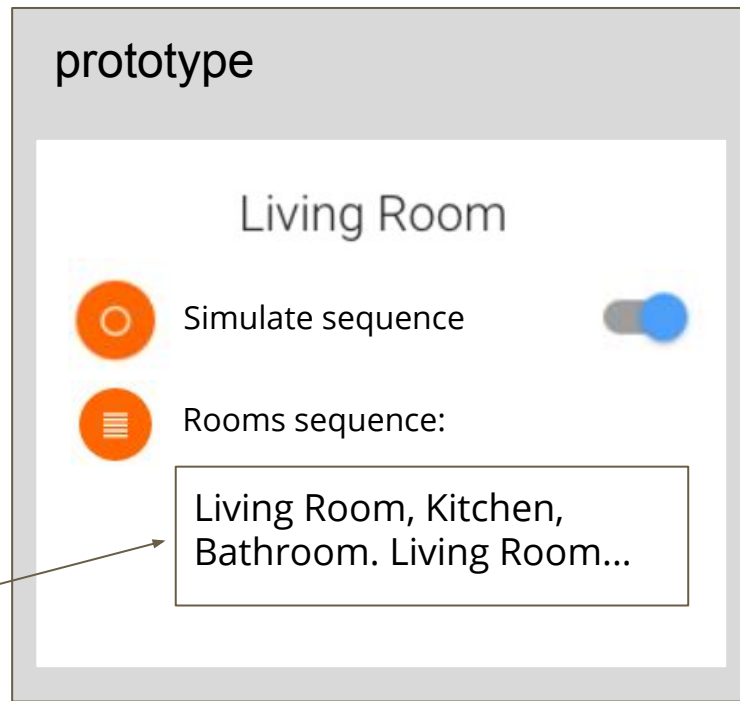 prototype
Living Room
Simulate sequence
Rooms sequence:
Living Room, Kitchen,
Bathroom. Living Room...